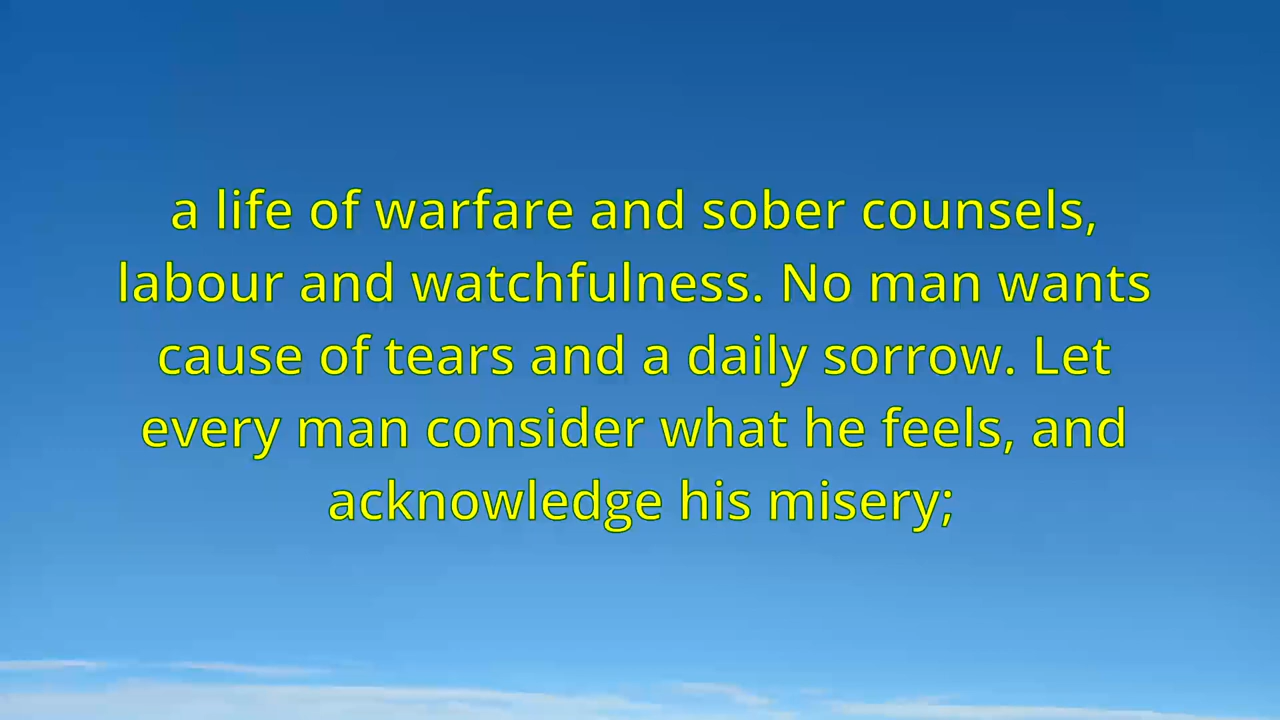 a life of warfare and sober counsels,
labour and watchfulness. No man wants
cause of tears and a daily sorrow. Let
every man consider what he feels, and
acknowledge his misery;